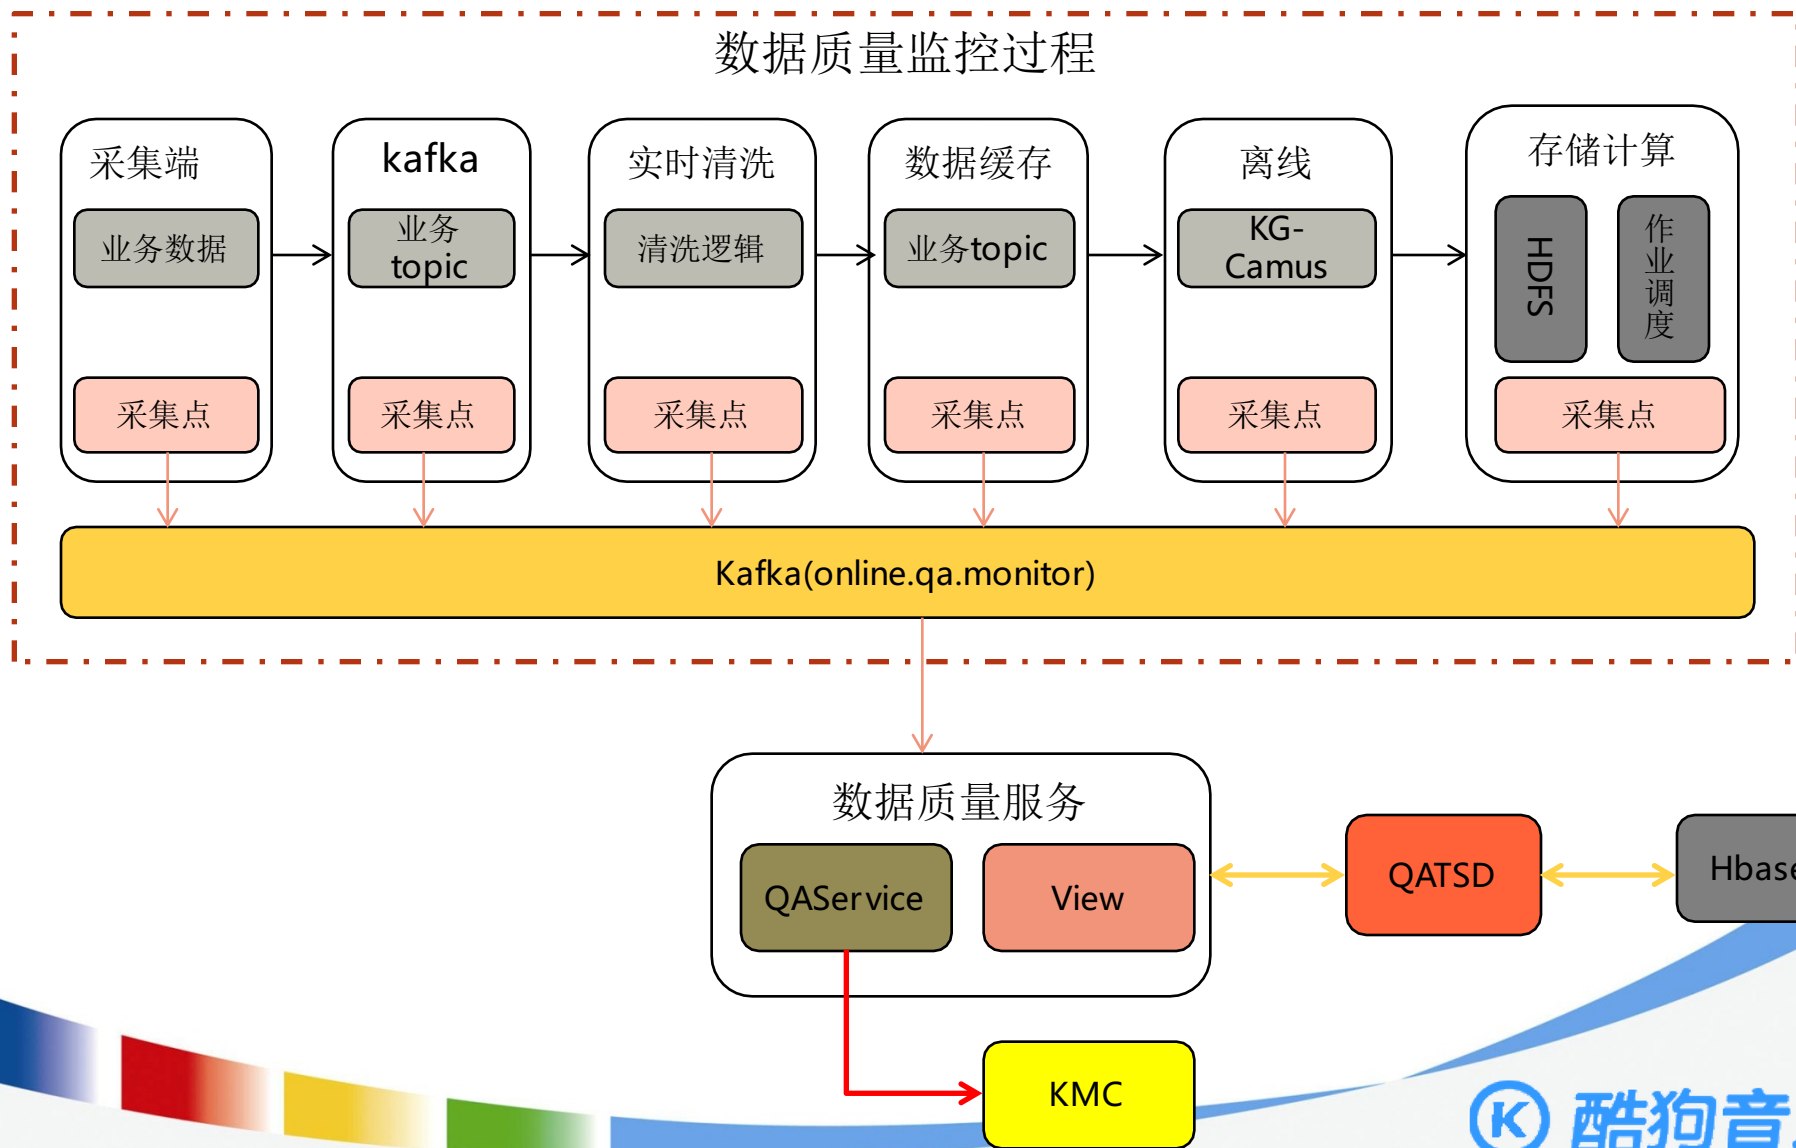 数据质量监控过程
采集端
业务数据
采集点
kafka
业务
topic
采集点
实时清洗
清洗逻辑
采集点
数据缓存
业务topic
采集点
离线
KG-
Camus
采集点
存储计算
HDFS
作业调度
采集点
Kafka(online.qa.monitor)
数据质量服务
QAService
View
QATSD
Hbase
KMC
酷狗音